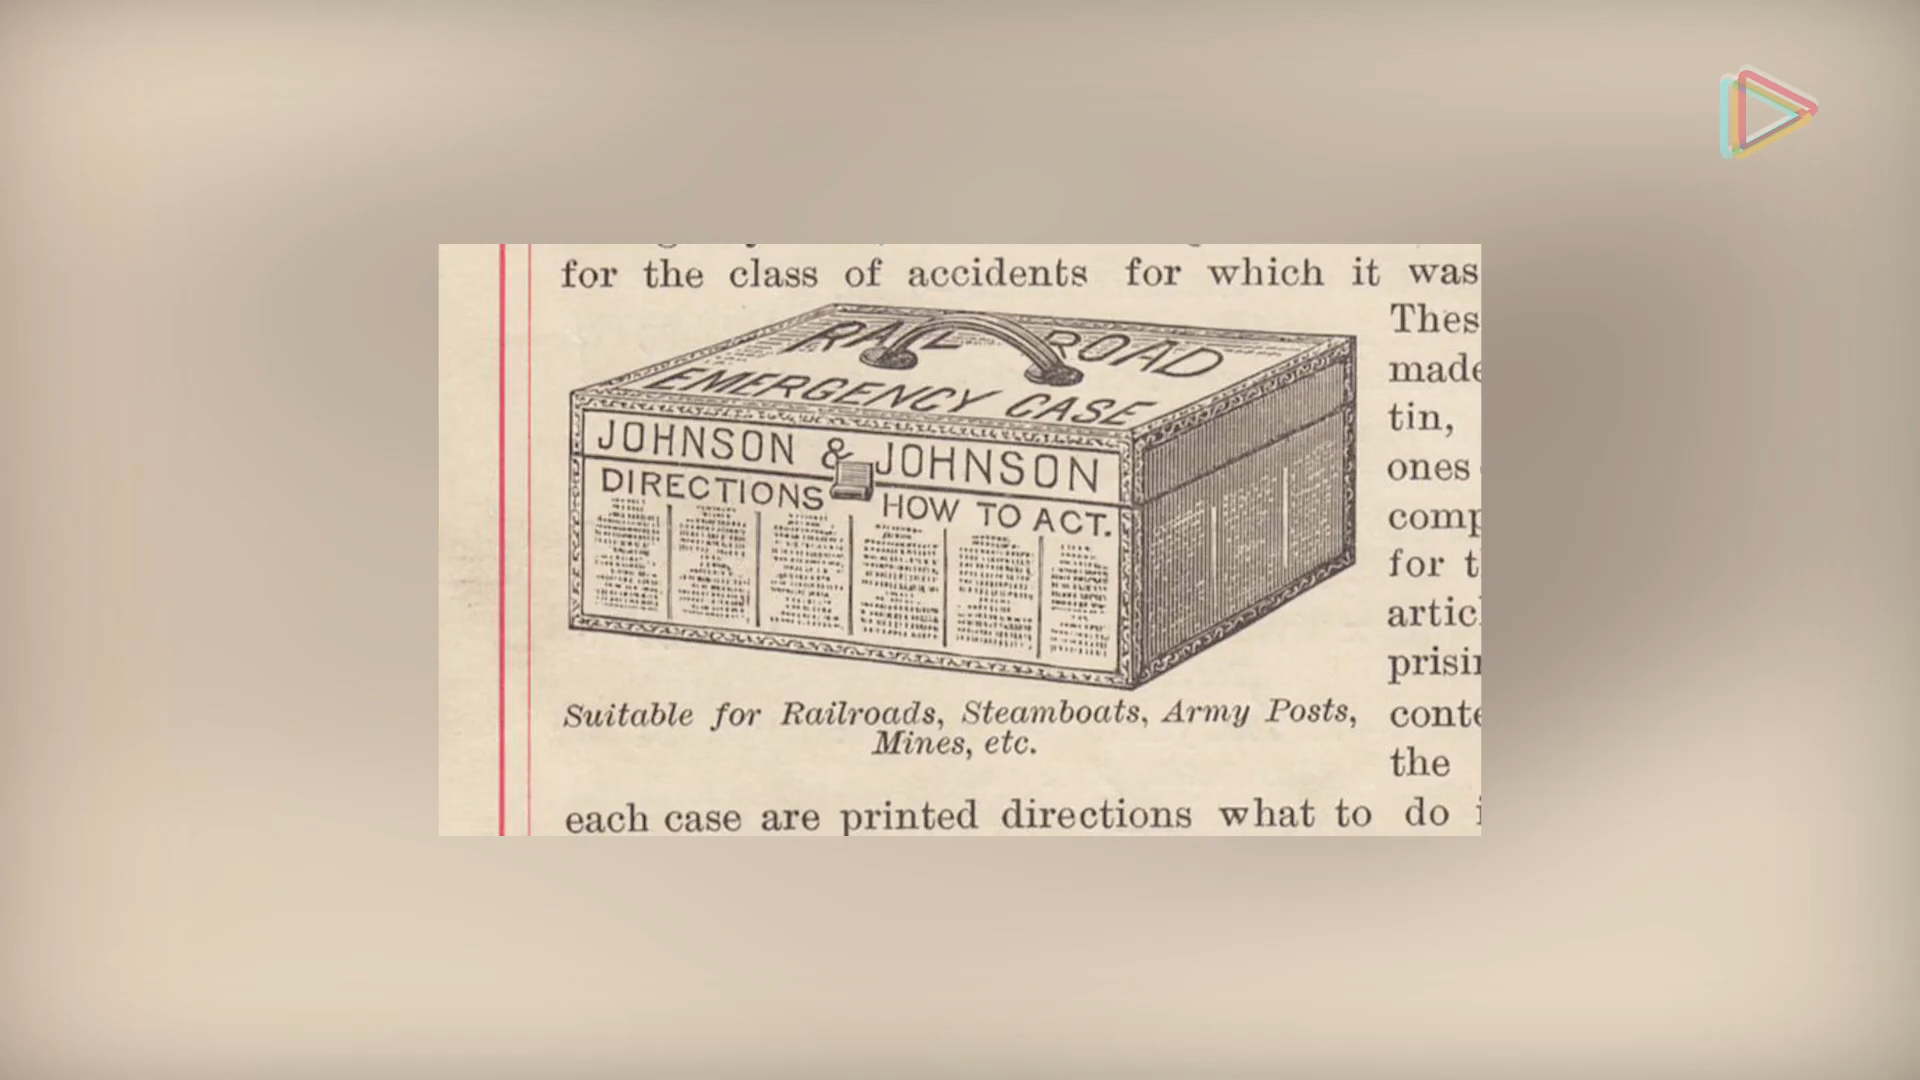 for the class of accidents for which it was
RAIL ROAD
EMERGENCY CASE
JOHNSON & JOHNSON
DIRECTIONS HOW TO ACT.
Suitable for Railroads, Steamboats, Army Posts,
Mines, etc.
Thes
made
tin,
ones
comp
for t
artic
prisi
conte
the
each case are printed directions what to do i